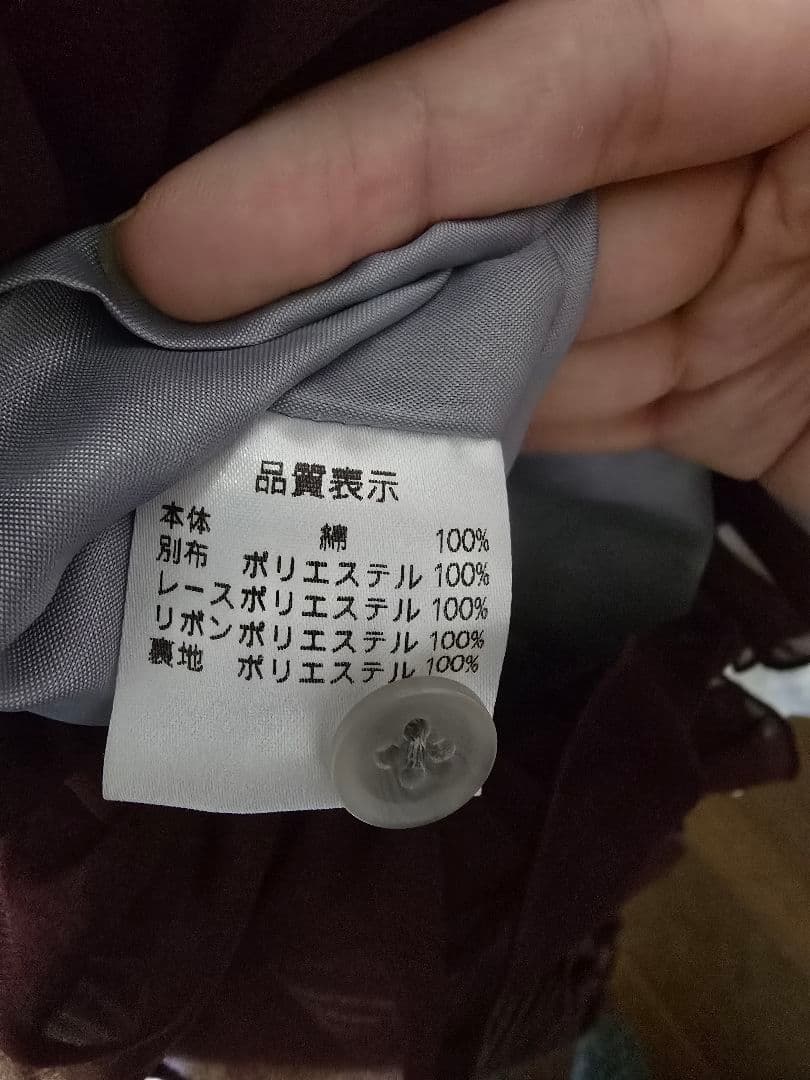 品質表示
本体 綿 100%
別布 ポリエステル 100%
レース ポリエステル 100%
リボン ポリエステル 100%
裏地 ポリエステル 100%